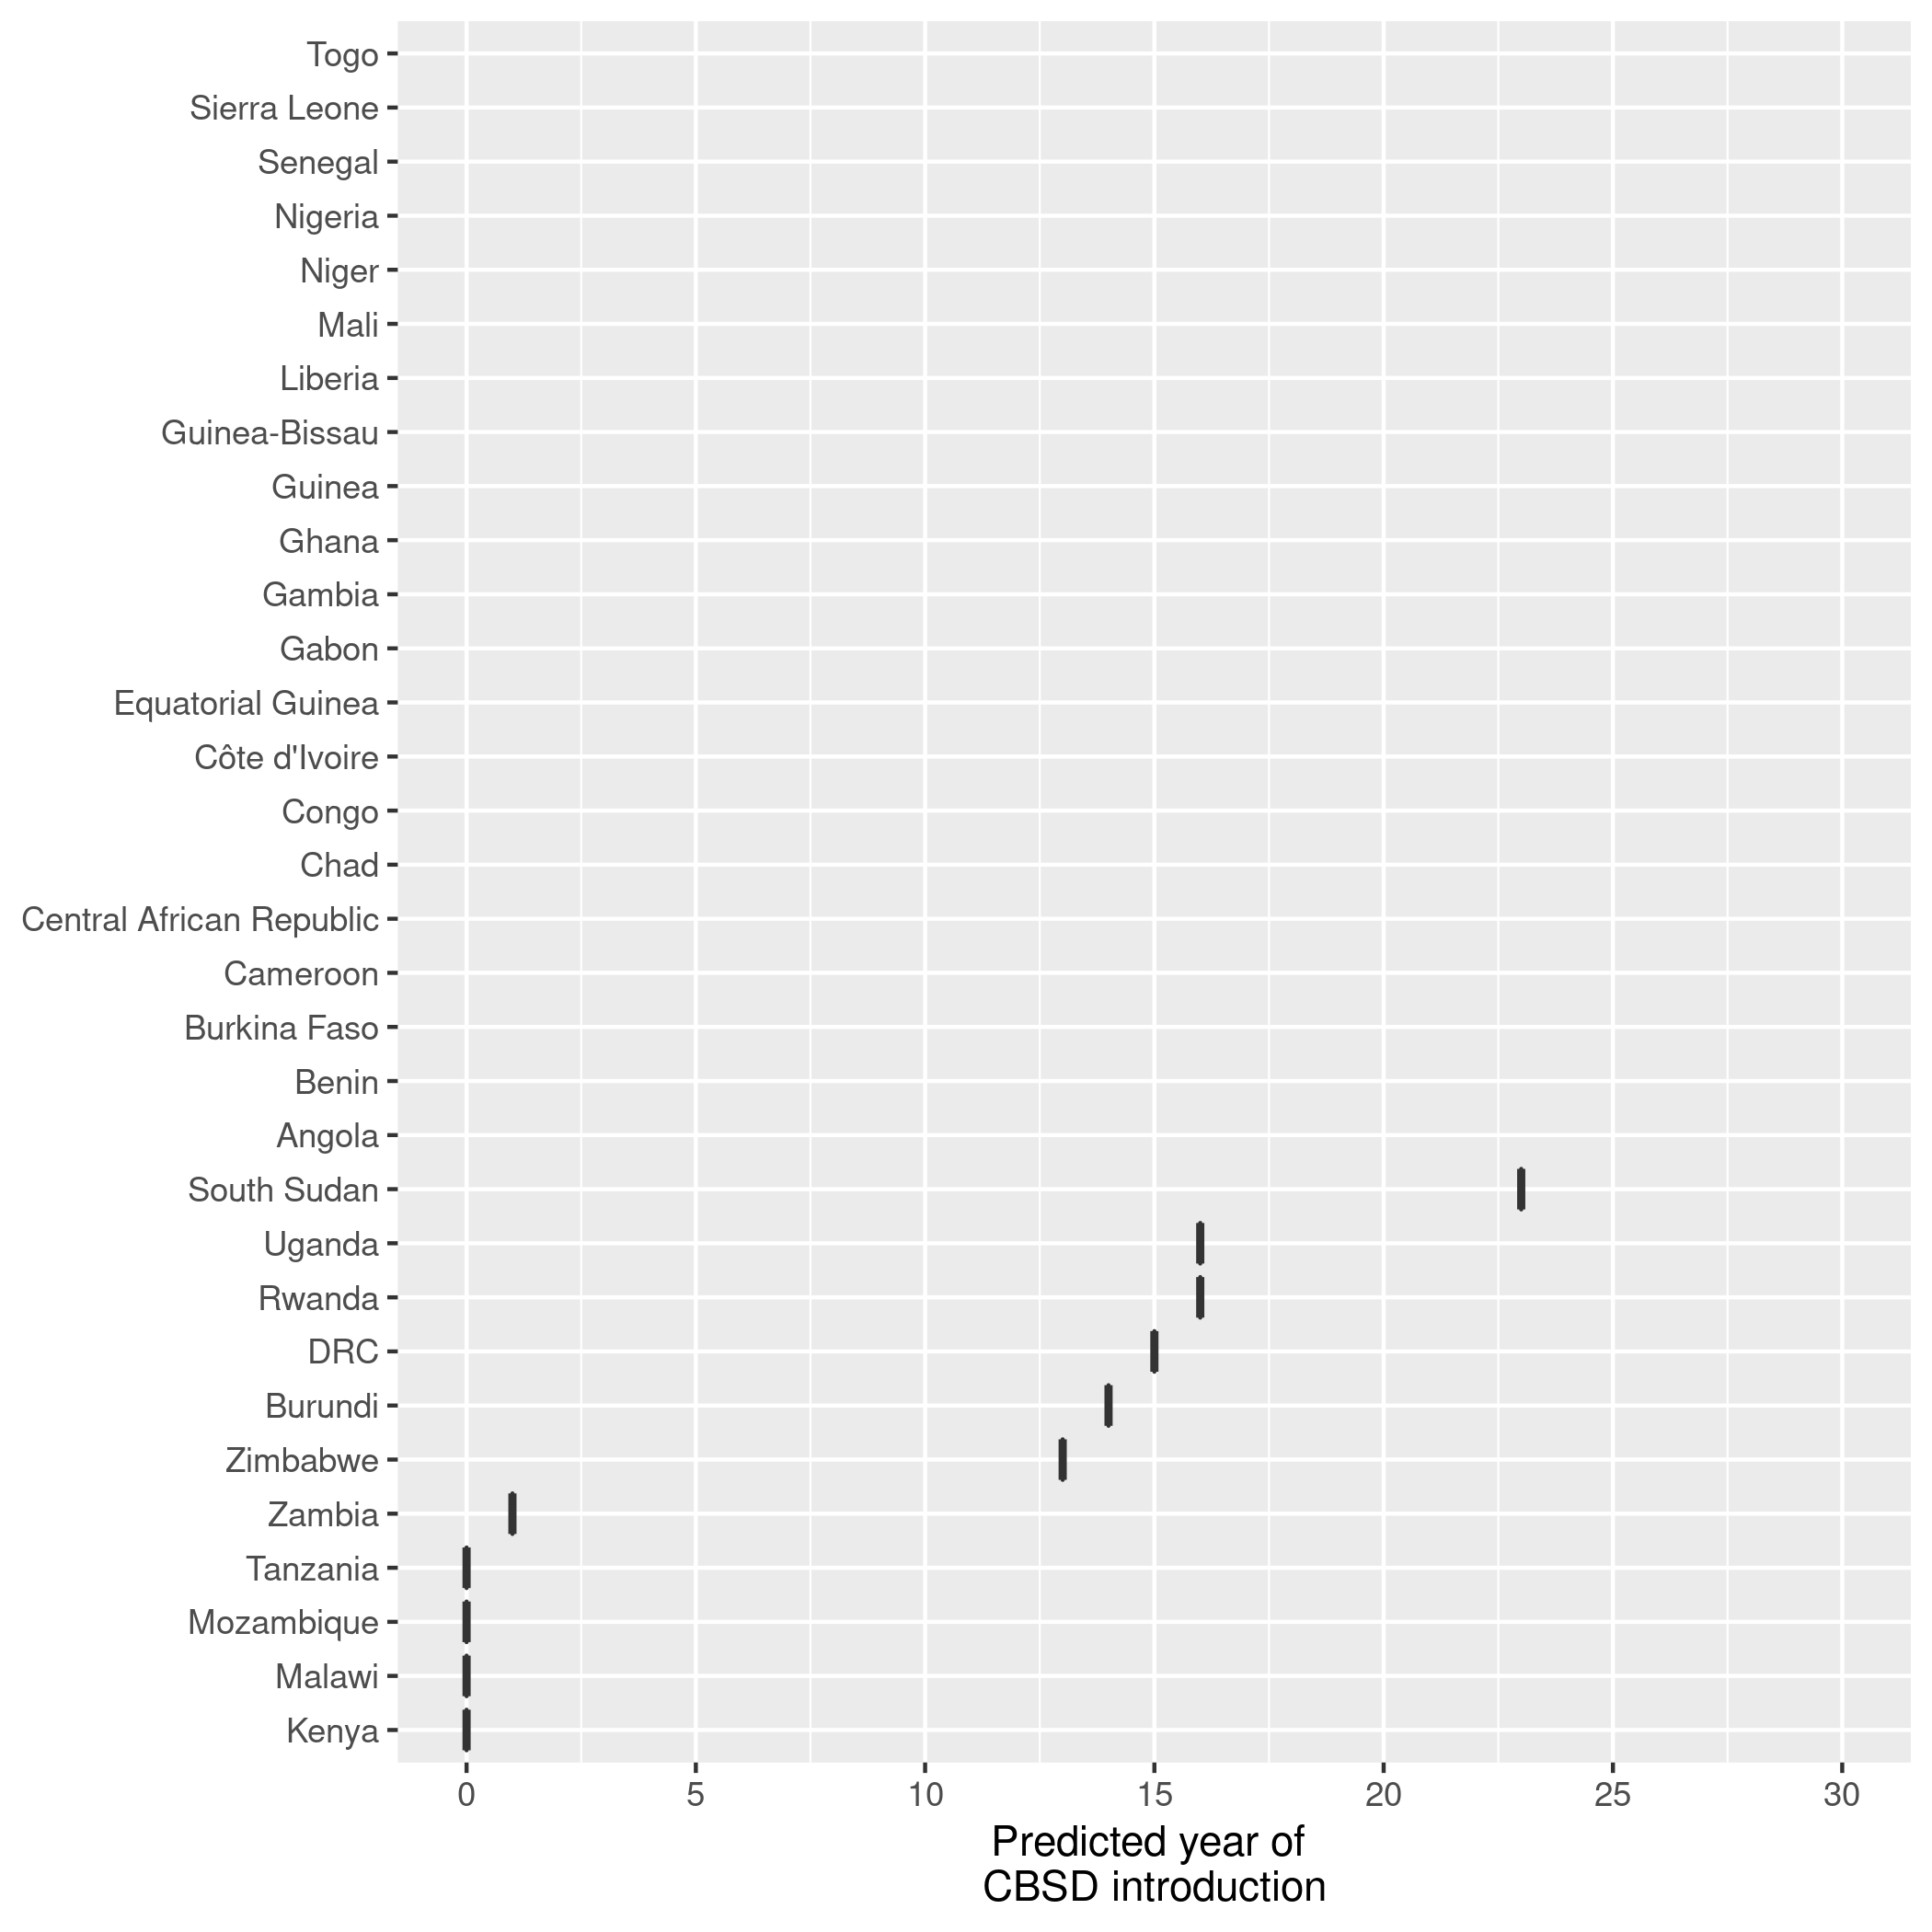 Togo
Sierra Leone
Senegal
Nigeria
Niger
Mali
Liberia
Guinea-Bissau
Guinea
Ghana
Gambia
Gabon
Equatorial Guinea
Côte d'Ivoire
Congo
Chad
Central African Republic
Cameroon
Burkina Faso
Benin
Angola
South Sudan
Uganda
Rwanda
DRC
Burundi
Zimbabwe
Zambia
Tanzania
Mozambique
Malawi
Kenya
0 5 10 15 20 25 30
Predicted year of
CBSD introduction